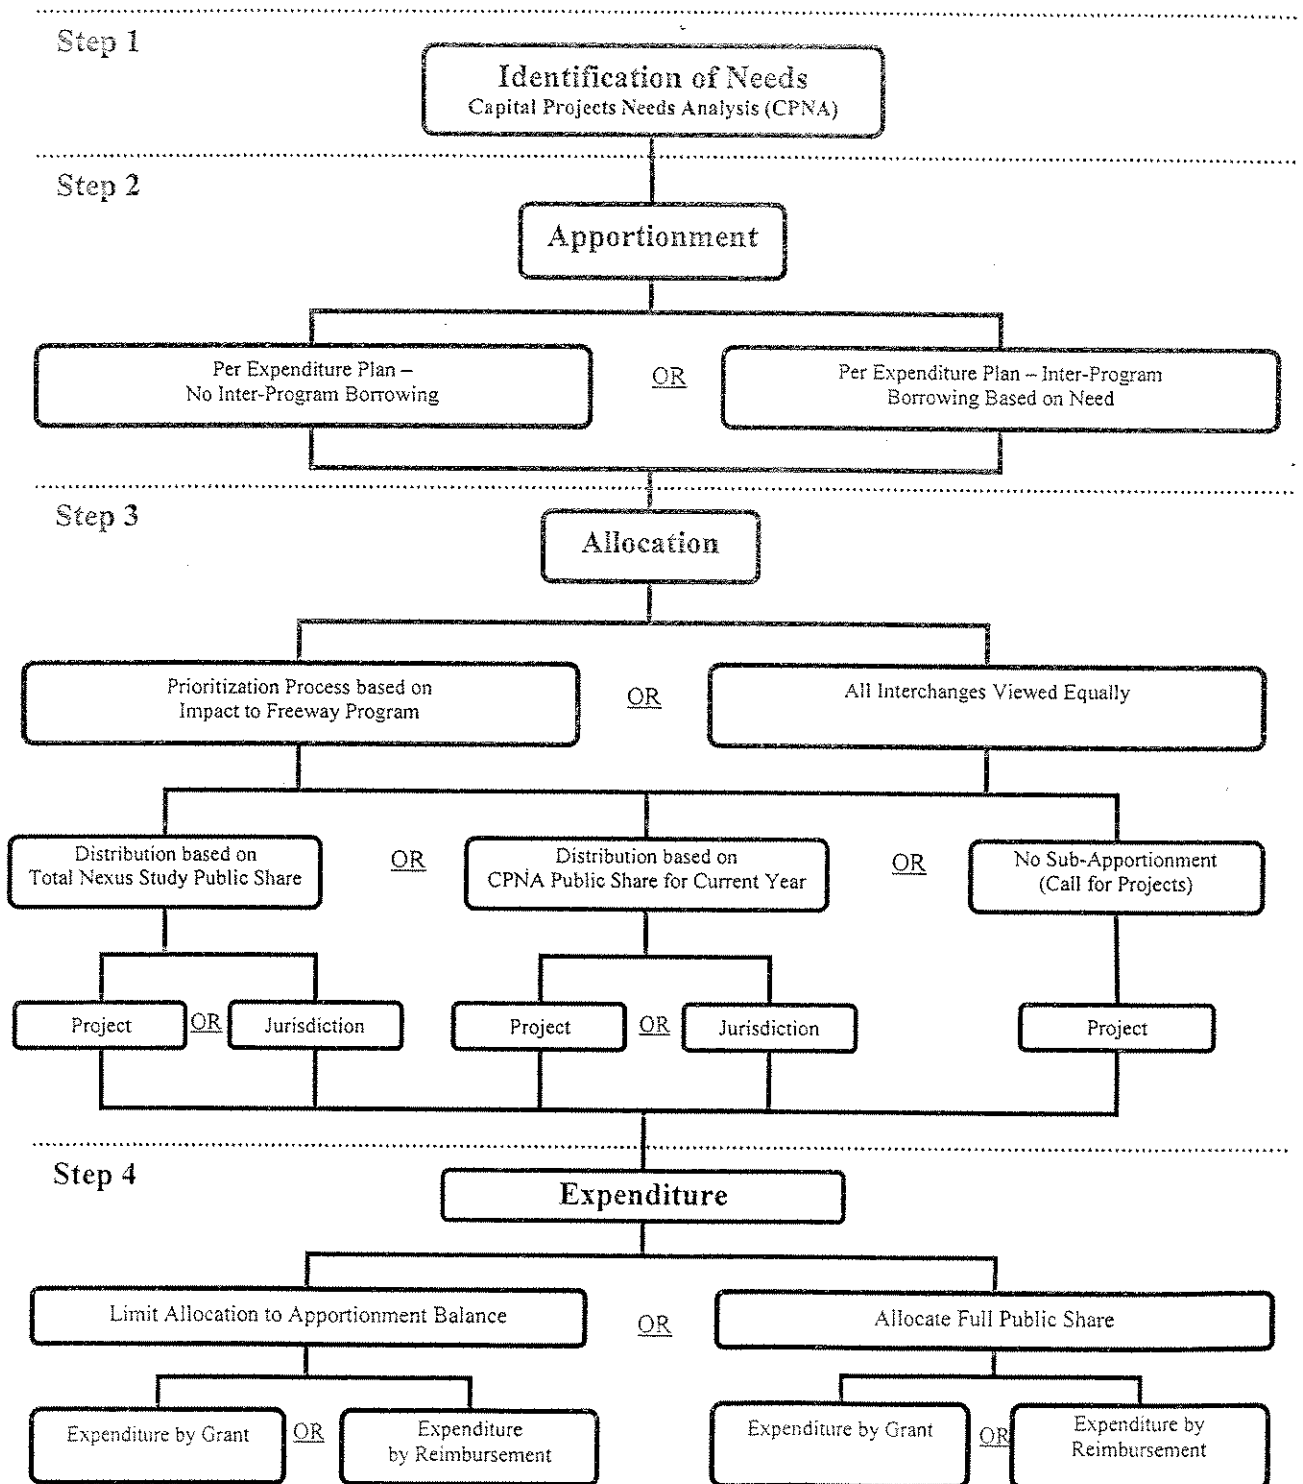 Step 1
Identification of Needs
Capital Projects Needs Analysis (CPNA)
Step 2
Apportionment
Per Expenditure Plan –
No Inter-Program Borrowing
OR
Per Expenditure Plan – Inter-Program
Borrowing Based on Need
Step 3
Allocation
Prioritization Process based on
Impact to Freeway Program
OR
All Interchanges Viewed Equally
Distribution based on
Total Nexus Study Public Share
OR
Distribution based on
CPNA Public Share for Current Year
OR
No Sub-Apportionment
(Call for Projects)
Project
OR
Jurisdiction
Project
OR
Jurisdiction
Project
Step 4
Expenditure
Limit Allocation to Apportionment Balance
OR
Allocate Full Public Share
Expenditure by Grant
OR
Expenditure
by Reimbursement
Expenditure by Grant
OR
Expenditure by
Reimbursement